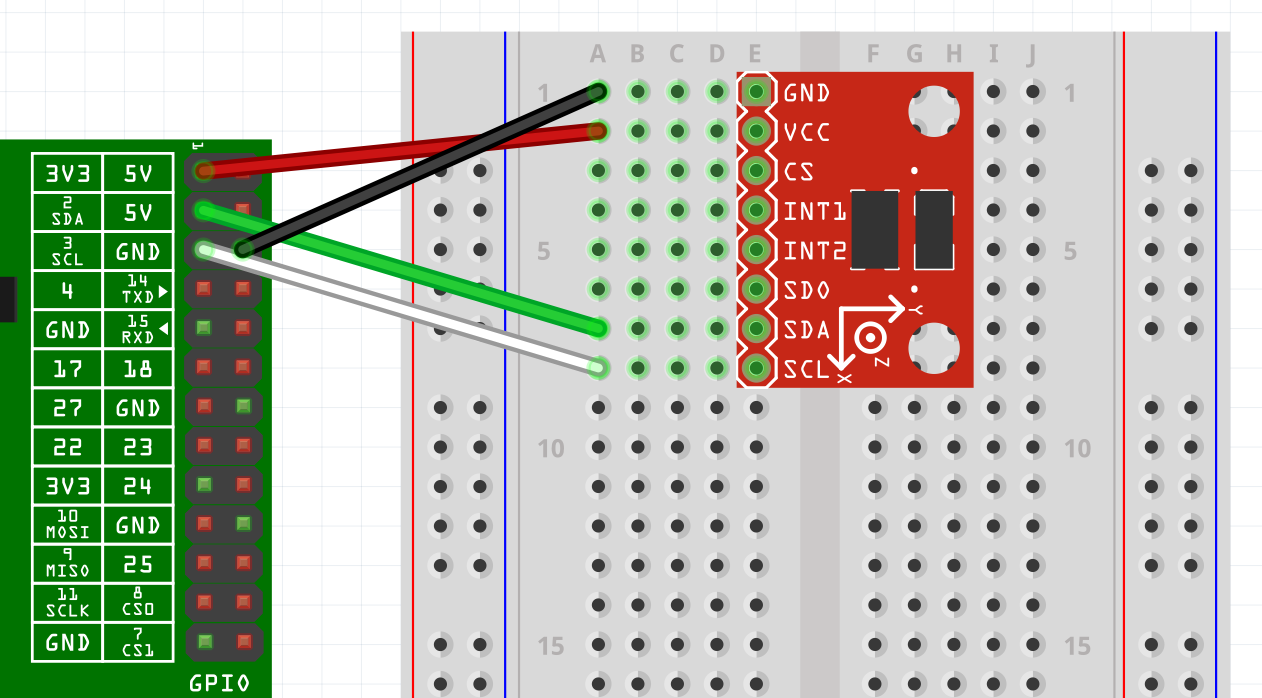 A B C D E F G H I J
1 1
GND
VCC
CS
INT1
INT2
SDO
SDA
SCL
Y
Z
X
5 5
10 10
15 15
1
3V3 5V
2 SDA 5V
3 SCL GND
4 14 TXD
GND 15 RXD
17 18
27 GND
22 23
3V3 24
10 MOSI GND
9 MISO 25
11 SCLK 8 CS0
GND 7 CS1
GPIO